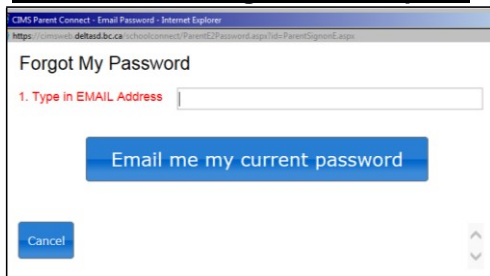 CIMS Parent Connect - Email Password - Internet Explorer
https://cimsweb.deltasd.bc.ca/schoolconnect/ParentE2Password.aspx?id=ParentSignonE.aspx
Forgot My Password
1. Type in EMAIL Address
Email me my current password
Cancel